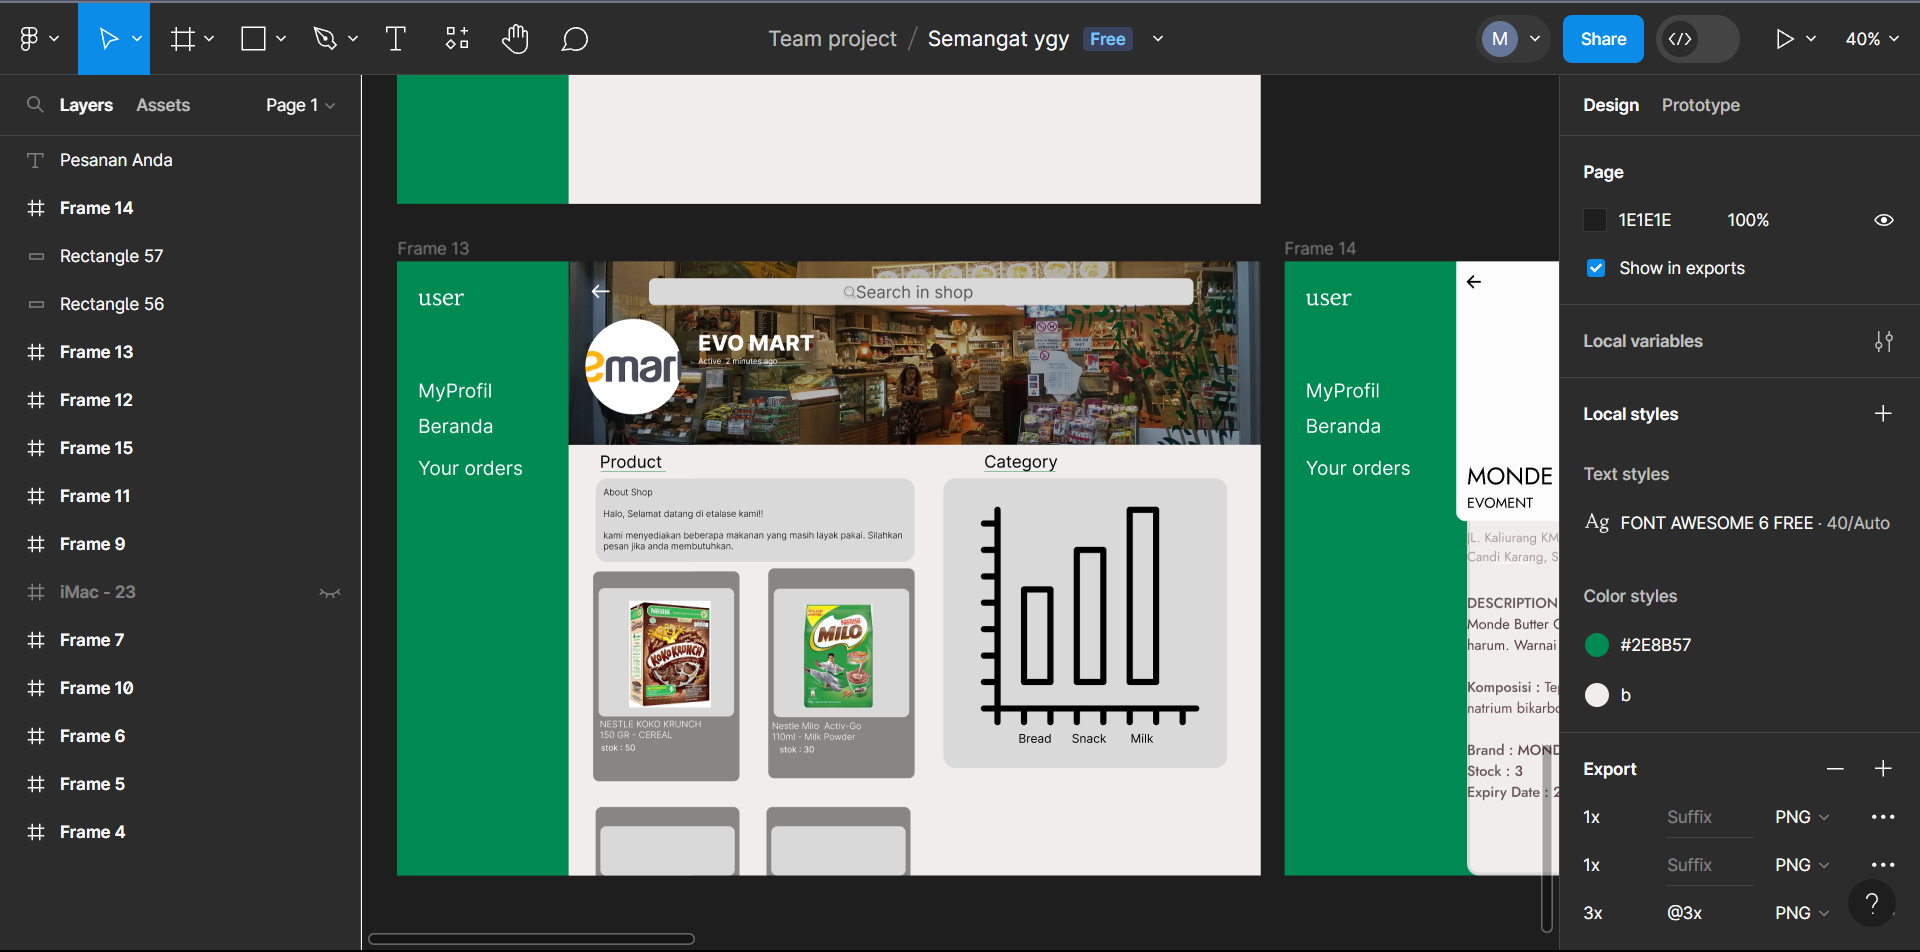 Team project / Semangat ygy Free
M
Share
40%
Layers
Assets
Page 1
Pesanan Anda
Frame 14
Rectangle 57
Rectangle 56
Frame 13
Frame 12
Frame 15
Frame 11
Frame 9
iMac - 23
Frame 7
Frame 10
Frame 6
Frame 5
Frame 4
Frame 13
user
MyProfil
Beranda
Your orders
Search in shop
emart
EVO MART
Active 2 minutes ago
Product
About Shop
Halo, Selamat datang di etalase kami!!
kami menyediakan beberapa makanan yang masih layak pakai. Silahkan
pesan jika anda membutuhkan.
Nestlé
KOKO KRUNCH
NESTLE KOKO KRUNCH
150 GR - CEREAL
stok : 50
NESTLÉ
MILO
Nestle Milo Activ-Go
110ml - Milk Powder
stok : 30
Category
Bread
Snack
Milk
Frame 14
user
MyProfil
Beranda
Your orders
MONDE
EVOMENT
JL. Kaliurang KM
Candi Karang, S
DESCRIPTION
Monde Butter C
harum. Warnai
Komposisi : Te
natrium bikarbo
Brand : MOND
Stock : 3
Expiry Date : 2
Design
Prototype
Page
1E1E1E
100%
Show in exports
Local variables
Local styles
Text styles
Ag FONT AWESOME 6 FREE · 40/Auto
Color styles
#2E8B57
b
Export
1x Suffix PNG
1x Suffix PNG
3x @3x PNG
?